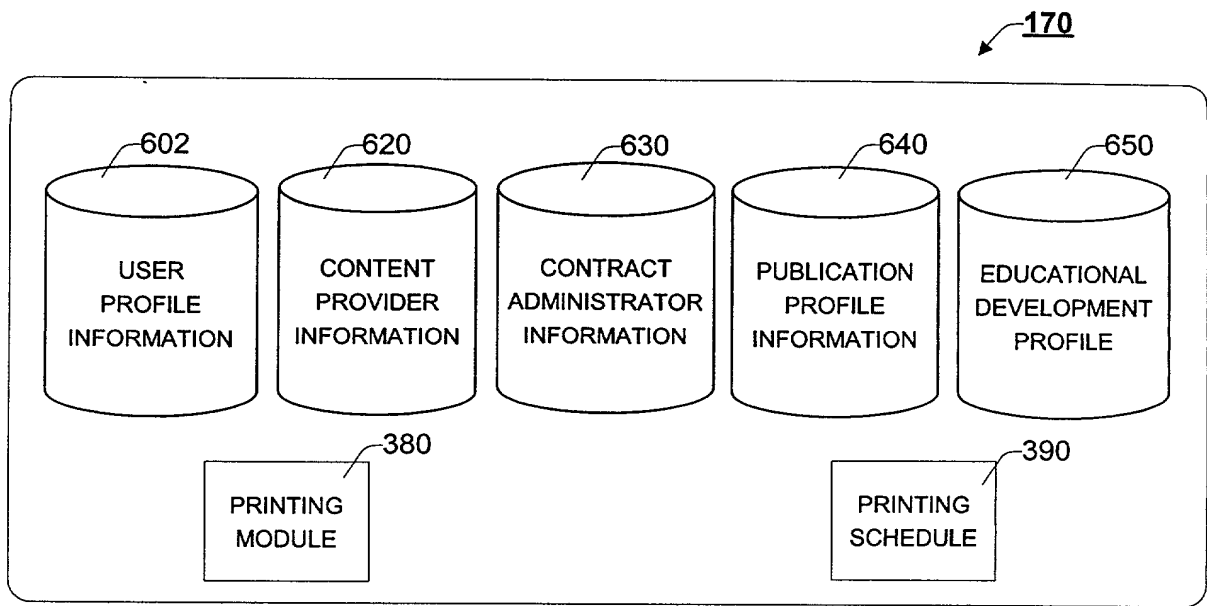 170
602
620
630
640
650
USER
PROFILE
INFORMATION
CONTENT
PROVIDER
INFORMATION
CONTRACT
ADMINISTRATOR
INFORMATION
PUBLICATION
PROFILE
INFORMATION
EDUCATIONAL
DEVELOPMENT
PROFILE
380
PRINTING
MODULE
390
PRINTING
SCHEDULE